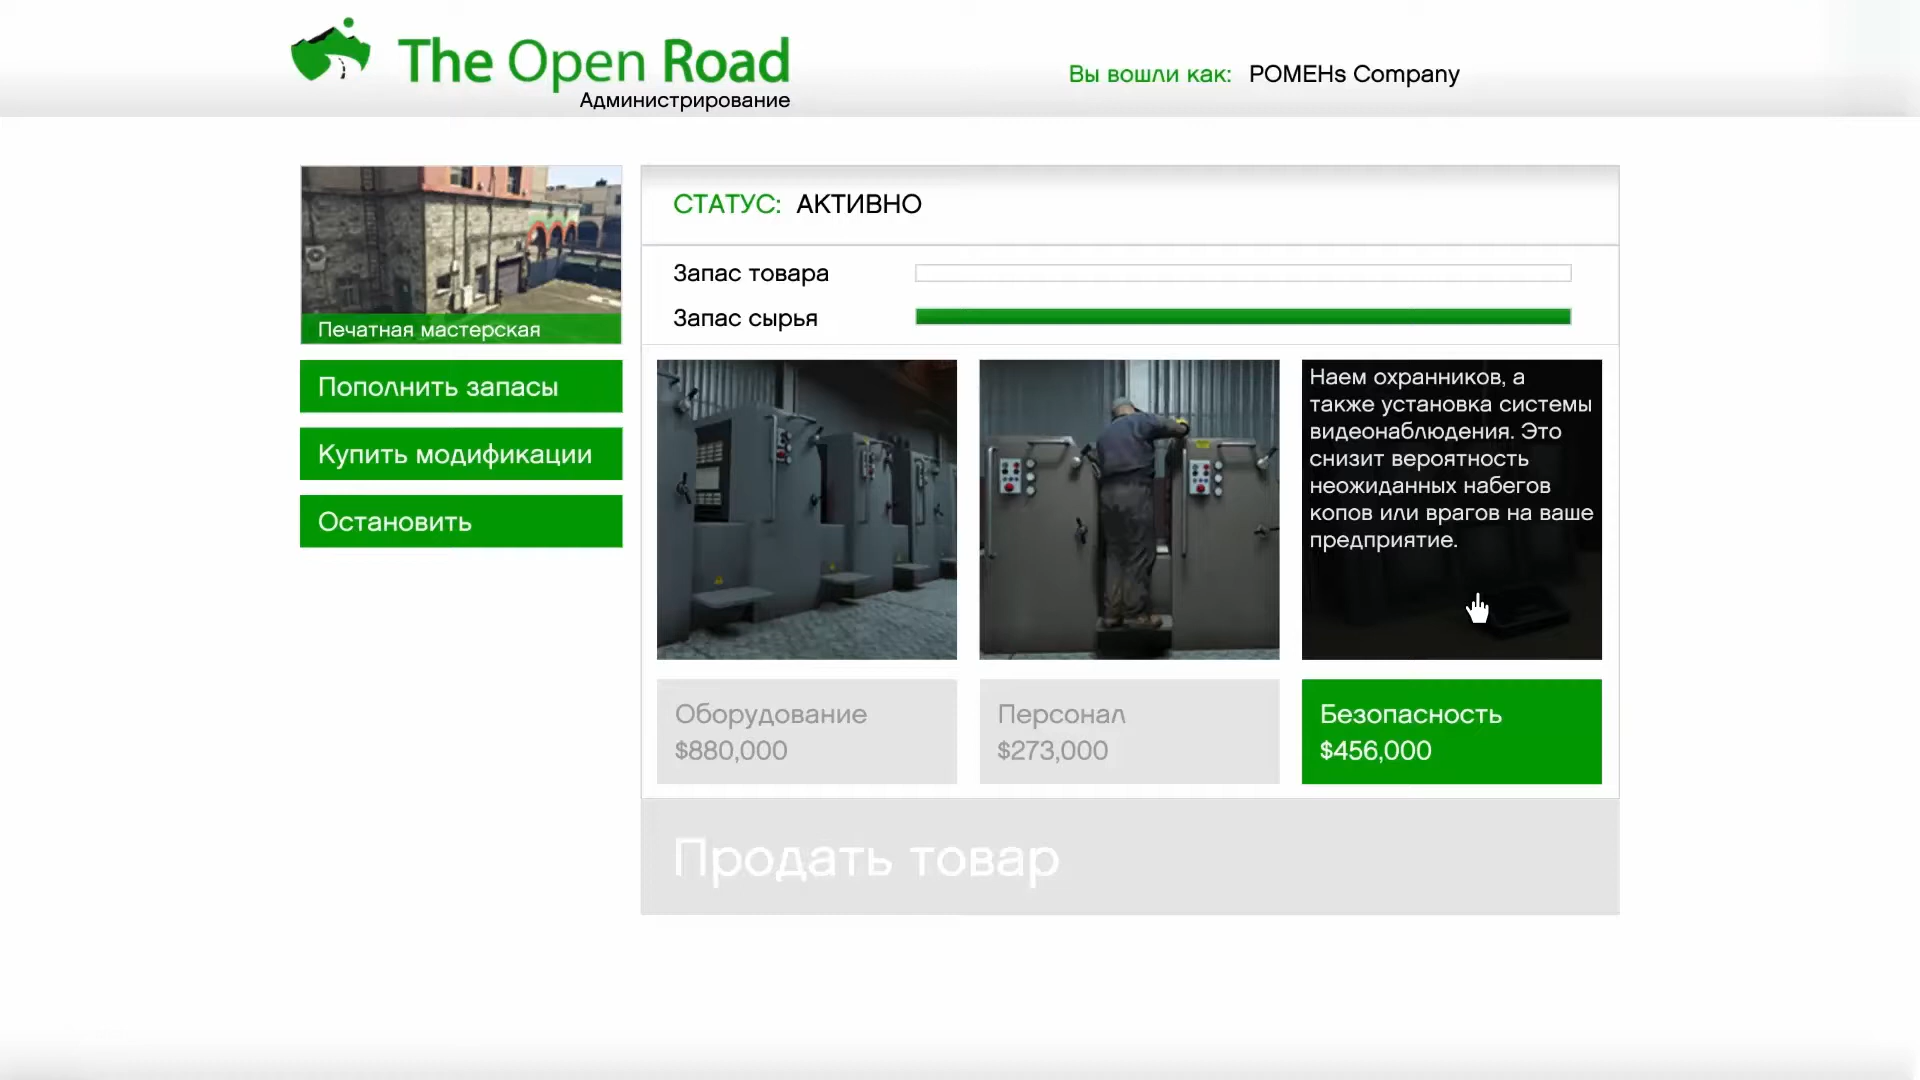 The Open Road
Администрирование
Вы вошли как: POMEHs Company
Печатная мастерская
Пополнить запасы
Купить модификации
Остановить
СТАТУС: АКТИВНО
Запас товара
Запас сырья
Наем охранников, а
также установка системы
видеонаблюдения. Это
снизит вероятность
неожиданных набегов
копов или врагов на ваше
предприятие.
Оборудование
$880,000
Персонал
$273,000
Безопасность
$456,000
Продать товар